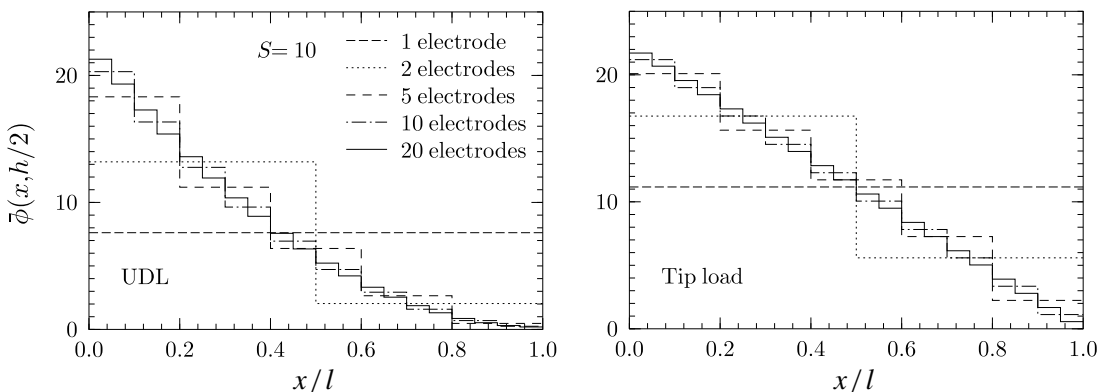 S= 10
1 electrode
2 electrodes
5 electrodes
10 electrodes
20 electrodes
20
10
0
ϕ̄(x,h/2)
UDL
0.0 0.2 0.4 0.6 0.8 1.0
x/l
20
10
0
Tip load
0.0 0.2 0.4 0.6 0.8 1.0
x/l